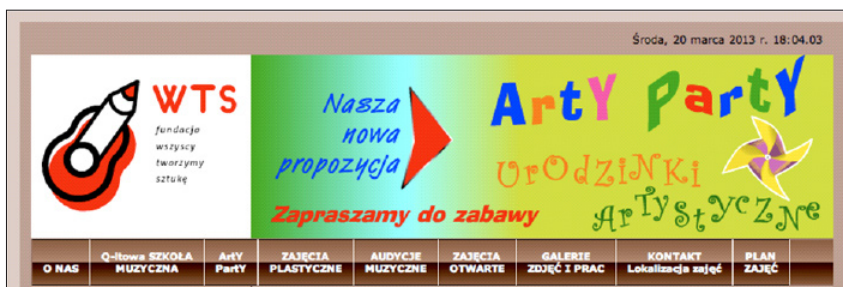 Środa, 20 marca 2013 r. 18:04.03
WTS
fundacja
wszyscy
tworzymy
sztukę
Nasza
nowa
propozycja
Zapraszamy do zabawy
ArtY PartY
UrOdZiNKi
ArTyStyCZNe
O NAS
Q-łtowa SZKOŁA
MUZYCZNA
ArtY
PartY
ZAJĘCIA
PLASTYCZNE
AUDYCJE
MUZYCZNE
ZAJĘCIA
OTWARTE
GALERIE
ZDJĘĆ I PRAC
KONTAKT
Lokalizacja zajęć
PLAN
ZAJĘĆ